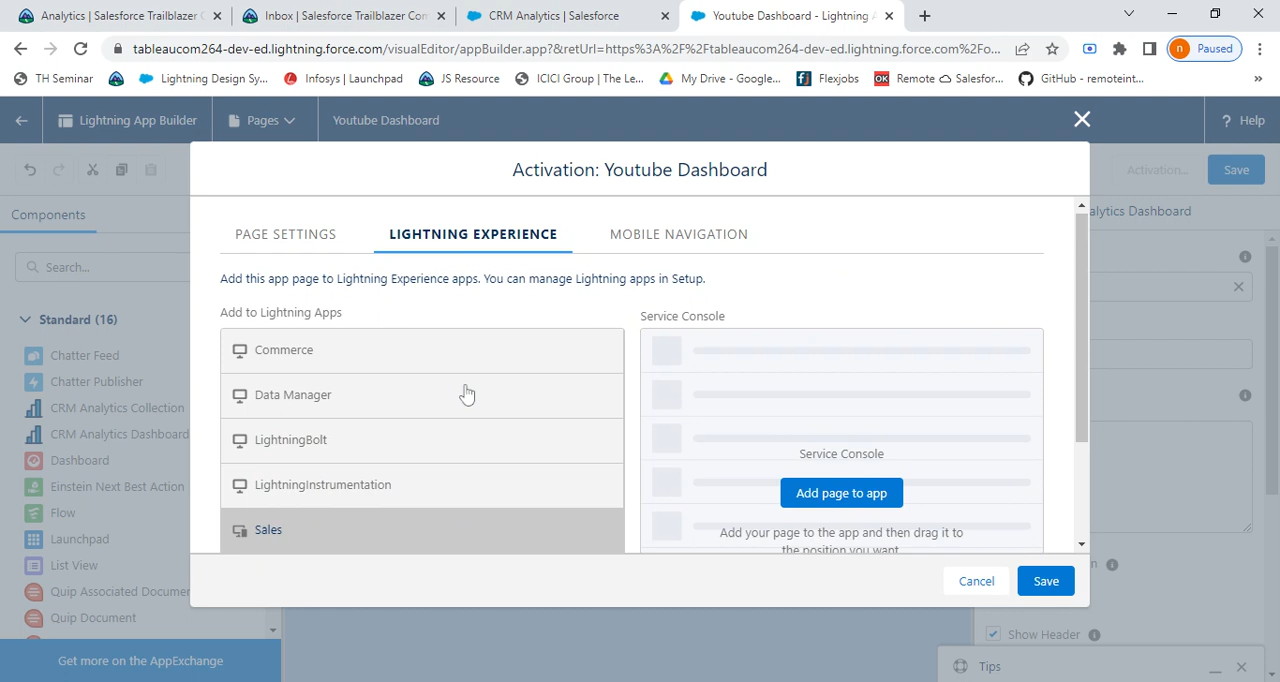 Analytics | Salesforce Trailblazer C
Inbox | Salesforce Trailblazer Com
CRM Analytics | Salesforce
Youtube Dashboard - Lightning A
tableaucom264-dev-ed.lightning.force.com/visualEditor/appBuilder.app?&retUrl=https%3A%2F%2Ftableaucom264-dev-ed.lightning.force.com%2Fo...
n Paused
TH Seminar
Lightning Design Sy...
Infosys | Launchpad
JS Resource
ICICI Group | The Le...
My Drive - Google...
Flexjobs
Remote Salesfor...
GitHub - remoteint...
Lightning App Builder
Pages
Youtube Dashboard
? Help
Activation: Youtube Dashboard
Activation...
Save
Components
alytics Dashboard
PAGE SETTINGS
LIGHTNING EXPERIENCE
MOBILE NAVIGATION
Search...
Add this app page to Lightning Experience apps. You can manage Lightning apps in Setup.
Add to Lightning Apps
Service Console
Standard (16)
Commerce
Chatter Feed
Chatter Publisher
Data Manager
CRM Analytics Collection
CRM Analytics Dashboard
LightningBolt
Service Console
Dashboard
Einstein Next Best Action
LightningInstrumentation
Add page to app
Flow
Sales
Add your page to the app and then drag it to
the position you want
Launchpad
List View
n
Cancel
Save
Quip Associated Documen
Quip Document
Show Header
Get more on the AppExchange
Tips